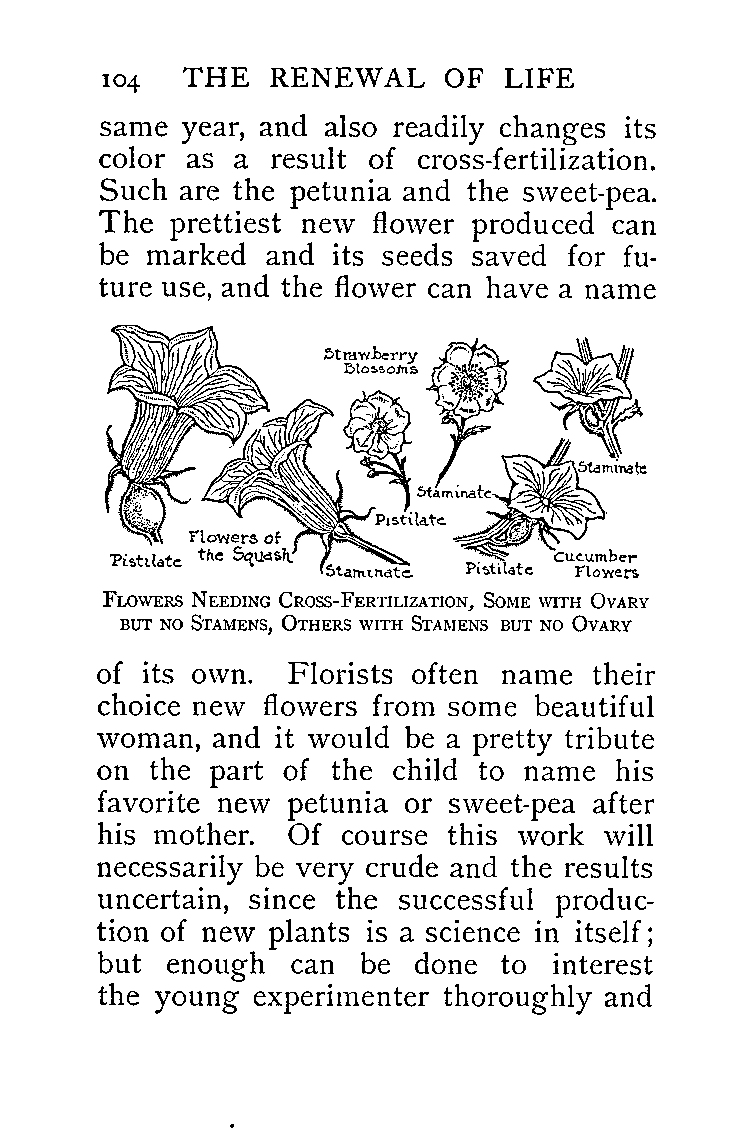 104 THE RENEWAL OF LIFE
same year, and also readily changes its
color as a result of cross-fertilization.
Such are the petunia and the sweet-pea.
The prettiest new flower produced can
be marked and its seeds saved for fu-
ture use, and the flower can have a name
Strawberry
Blossoms
Staminate
Staminate
Pistilate
Flowers of
the Squash
Pistilate
Staminate
Pistilate
Cucumber
Flowers
FLOWERS NEEDING CROSS-FERTILIZATION, SOME WITH OVARY
BUT NO STAMENS, OTHERS WITH STAMENS BUT NO OVARY
of its own. Florists often name their
choice new flowers from some beautiful
woman, and it would be a pretty tribute
on the part of the child to name his
favorite new petunia or sweet-pea after
his mother. Of course this work will
necessarily be very crude and the results
uncertain, since the successful produc-
tion of new plants is a science in itself;
but enough can be done to interest
the young experimenter thoroughly and